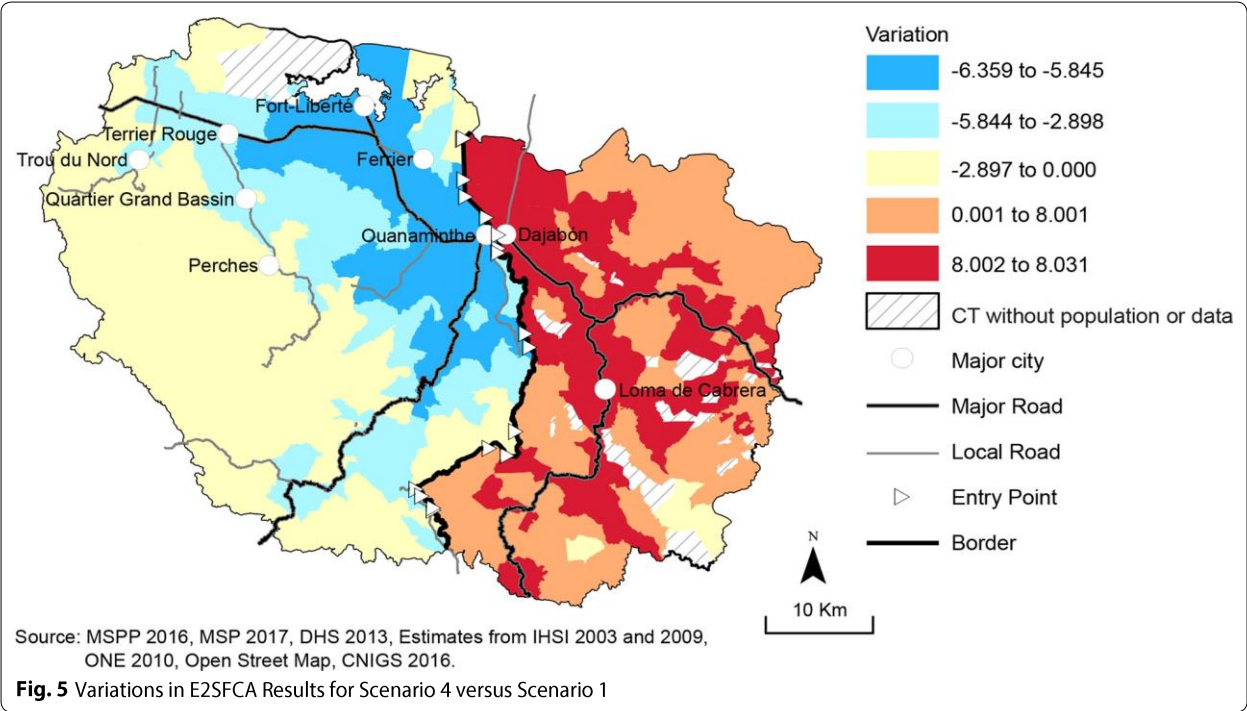 Fort-Liberté
Terrier Rouge
Trou du Nord
Ferrier
Quartier Grand Bassin
Ouanaminthe
Dajabón
Perches
Loma de Cabrera
Variation
-6.359 to -5.845
-5.844 to -2.898
-2.897 to 0.000
0.001 to 8.001
8.002 to 8.031
CT without population or data
Major city
Major Road
Local Road
Entry Point
Border
N
10 Km
Source: MSPP 2016, MSP 2017, DHS 2013, Estimates from IHSI 2003 and 2009,
ONE 2010, Open Street Map, CNIGS 2016.
Fig. 5 Variations in E2SFCA Results for Scenario 4 versus Scenario 1